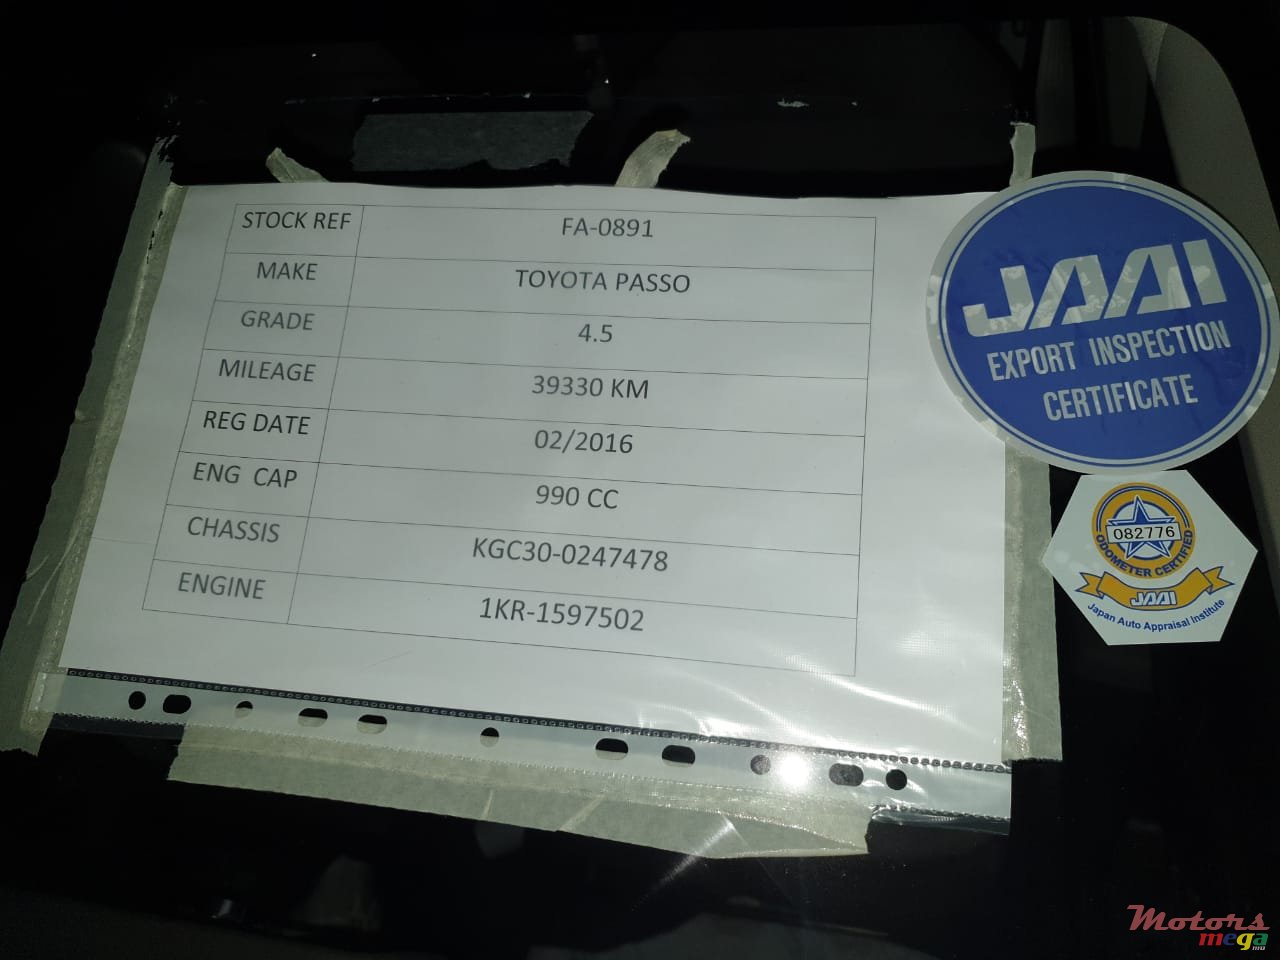 STOCK REF FA-0891
MAKE TOYOTA PASSO
GRADE 4.5
MILEAGE 39330 KM
REG DATE 02/2016
ENG CAP 990 CC
CHASSIS KGC30-0247478
ENGINE 1KR-1597502
JAAI
EXPORT INSPECTION
CERTIFICATE
082776
ODOMETER CERTIFIED
JAAI
Japan Auto Appraisal Institute
Motors
mega
.mu